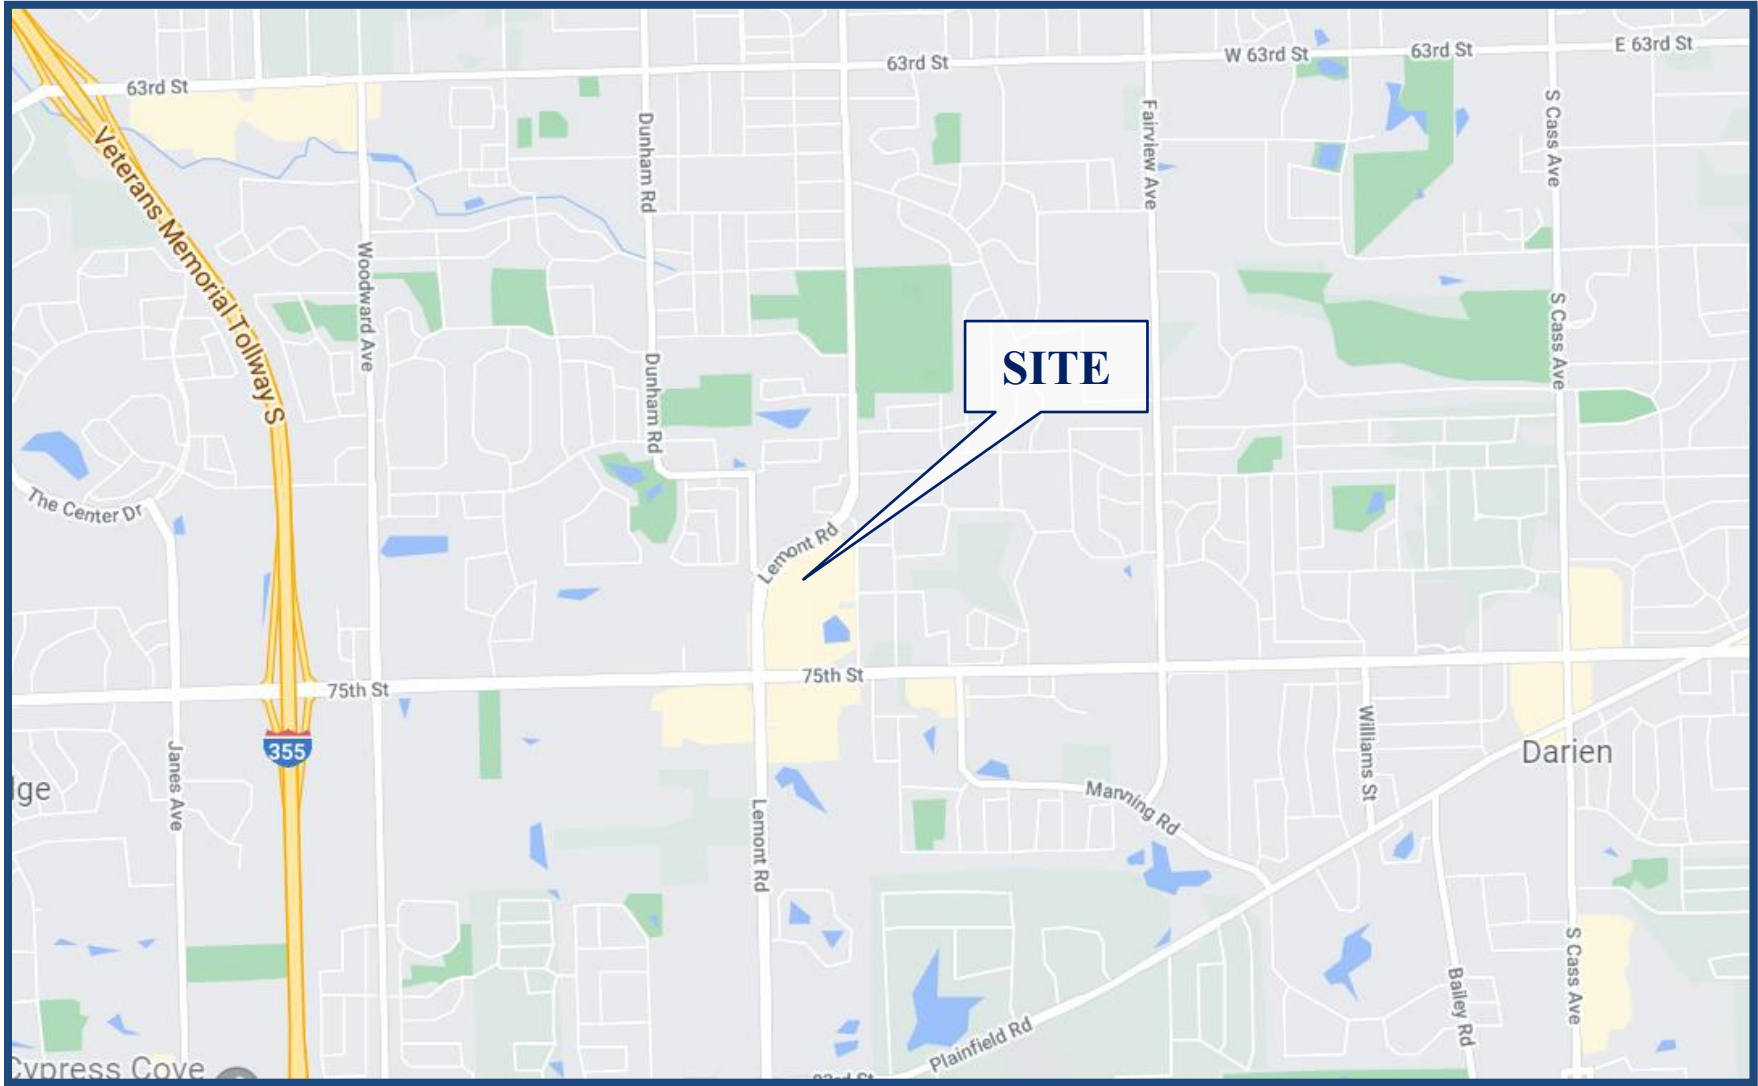 E 63rd St
63rd St
W 63rd St
63rd St
63rd St
S Cass Ave
Fairview Ave
Dunham Rd
Veterans Memorial Tollway S
Woodward Ave
S Cass Ave
SITE
Dunham Rd
The Center Dr
Lemont Rd
75th St
75th St
355
Williams St
Darien
Janes Ave
Manning Rd
Lemont Rd
S Cass Ave
Bailey Rd
Plainfield Rd
Cypress Cove